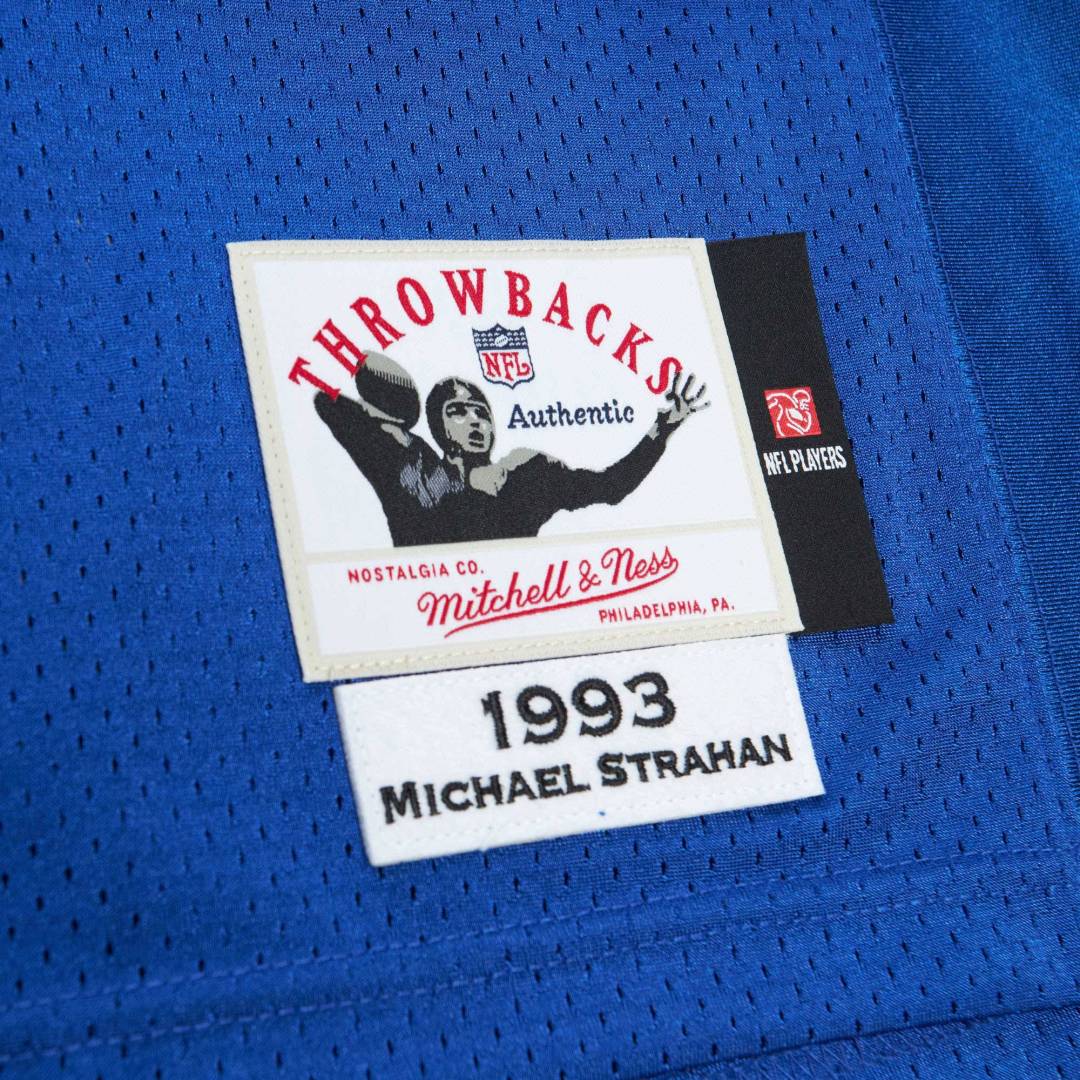 THROWBACKS
NFL
Authentic
NFL PLAYERS
NOSTALGIA CO.
Mitchell & Ness
PHILADELPHIA, PA.
1993
MICHAEL STRAHAN